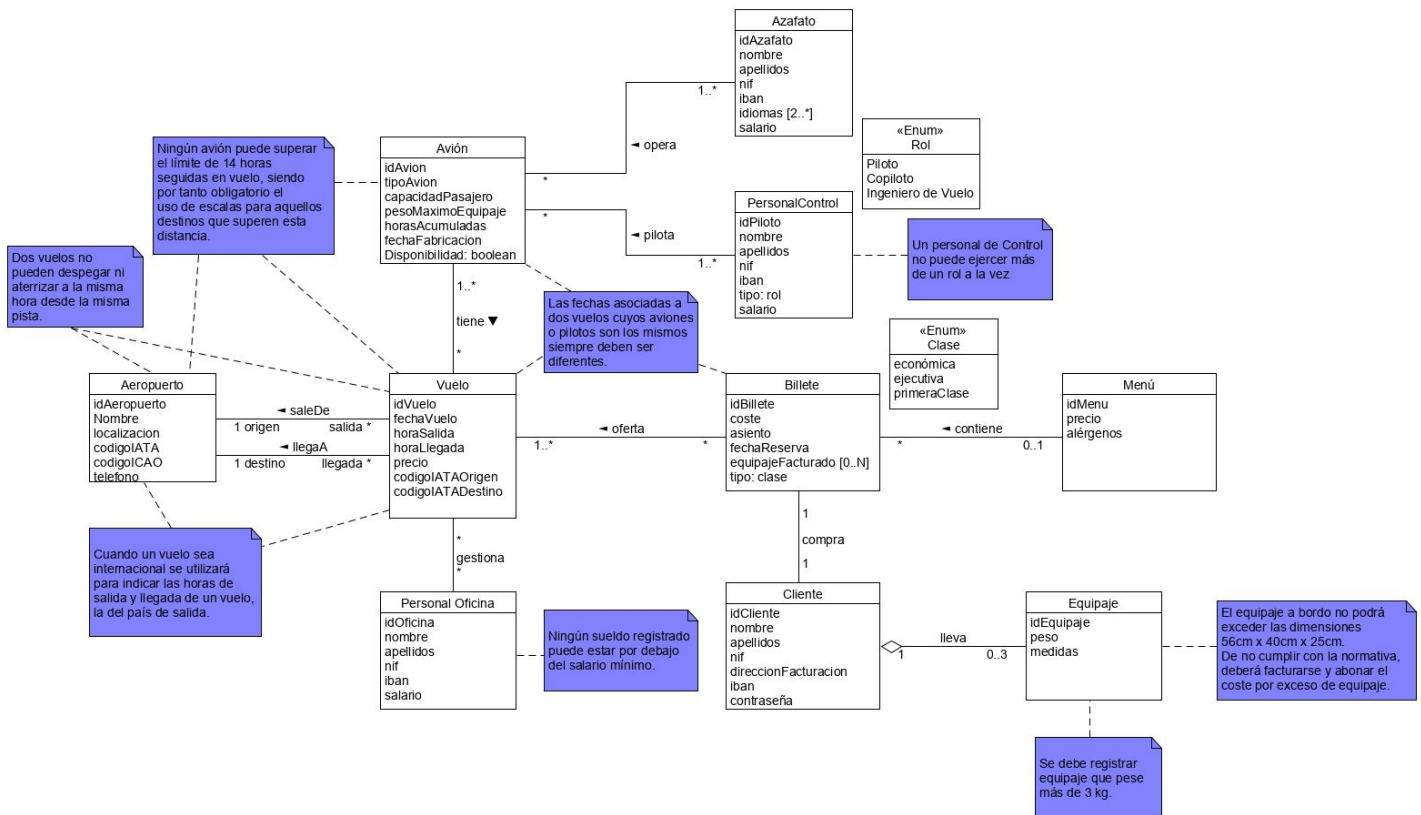 Azafato
idAzafato
nombre
apellidos
nif
iban
idiomas [2..*]
salario
1..*
◄ opera
*
«Enum»
Rol
Piloto
Copiloto
Ingeniero de Vuelo
Ningún avión puede superar
el límite de 14 horas
seguidas en vuelo, siendo
por tanto obligatorio el
uso de escalas para aquellos
destinos que superen esta
distancia.
Avión
idAvion
tipoAvion
capacidadPasajero
pesoMaximoEquipaje
horasAcumuladas
fechaFabricacion
Disponibilidad: boolean
*
◄ pilota
1..*
PersonalControl
idPiloto
nombre
apellidos
nif
iban
tipo: rol
salario
Un personal de Control
no puede ejercer más
de un rol a la vez
Dos vuelos no
pueden despegar ni
aterrizar a la misma
hora desde la misma
pista.
1..*
tiene ▼
*
Las fechas asociadas a
dos vuelos cuyos aviones
o pilotos son los mismos
siempre deben ser
diferentes.
«Enum»
Clase
económica
ejecutiva
primeraClase
Aeropuerto
idAeropuerto
Nombre
localizacion
codigoIATA
codigoICAO
telefono
◄ saleDe
1 origen
salida *
◄ llegaA
1 destino
llegada *
Vuelo
idVuelo
fechaVuelo
horaSalida
horaLlegada
precio
codigoIATAOrigen
codigoIATADestino
◄ oferta
1..*
*
Billete
idBillete
coste
asiento
fechaReserva
equipajeFacturado [0..N]
tipo: clase
◄ contiene
*
0..1
Menú
idMenu
precio
alérgenos
Cuando un vuelo sea
internacional se utilizará
para indicar las horas de
salida y llegada de un vuelo,
la del país de salida.
*
gestiona
*
1
compra
1
Personal Oficina
idOficina
nombre
apellidos
nif
iban
salario
Ningún sueldo registrado
puede estar por debajo
del salario mínimo.
Cliente
idCliente
nombre
apellidos
nif
direccionFacturacion
iban
contraseña
lleva
1
0..3
Equipaje
idEquipaje
peso
medidas
El equipaje a bordo no podrá
exceder las dimensiones
56cm x 40cm x 25cm.
De no cumplir con la normativa,
deberá facturarse y abonar el
coste por exceso de equipaje.
Se debe registrar
equipaje que pese
más de 3 kg.